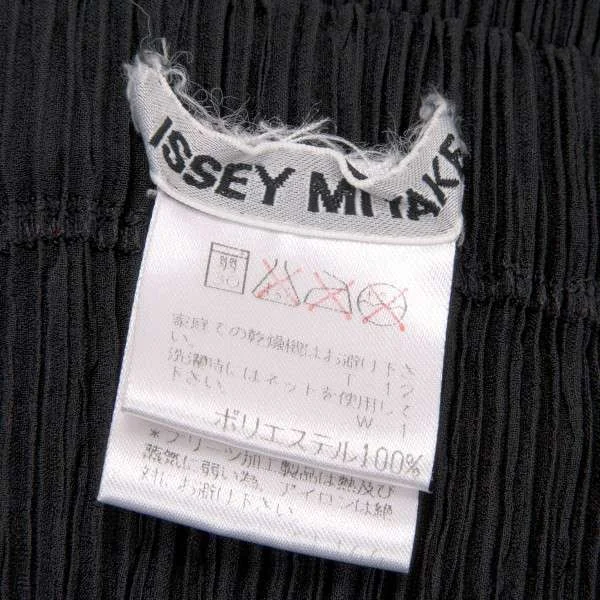 ISSEY MIYAKE
弱
30
家庭での乾燥機はお避け下さ
い。
洗濯時にはネットを使用して
下さい。
ポリエステル100%
*プリーツ加工製品は熱及び
蒸気に弱い為、アイロンは絶
対にお避け下さい。